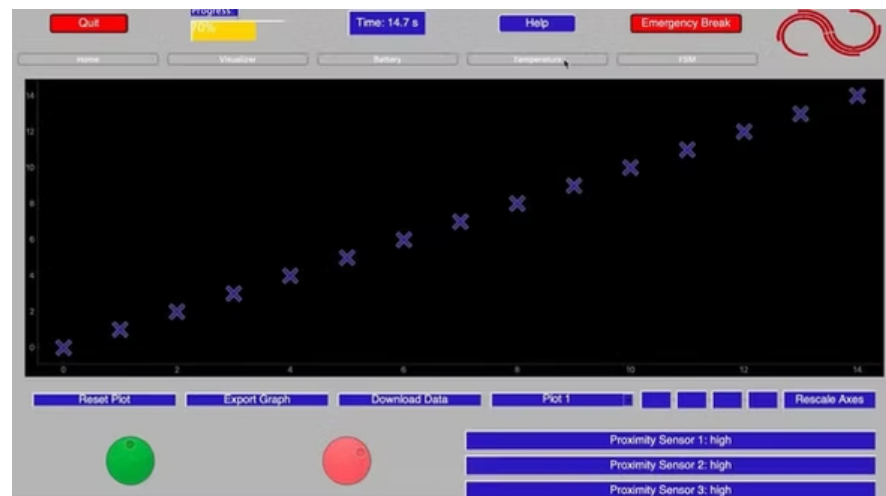 Quit
Progress:
70%
Time: 14.7 s
Help
Emergency Break
Home
Visualizer
Battery
Temperature
FSM
14
12
10
8
6
4
2
0
0 2 4 6 8 10 12 14
Reset Plot
Export Graph
Download Data
Plot 1
Rescale Axes
Proximity Sensor 1: high
Proximity Sensor 2: high
Proximity Sensor 3: high